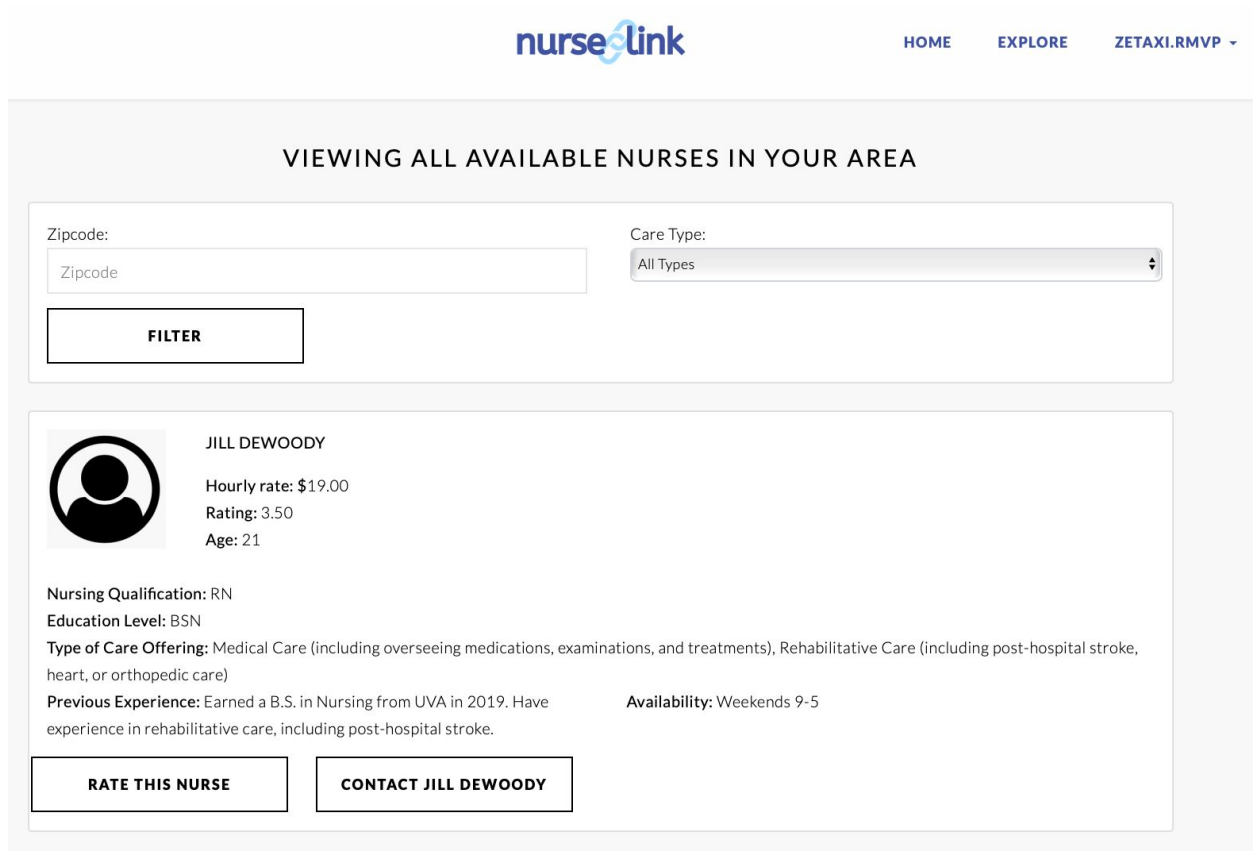 nurse link
HOME EXPLORE ZETAXI.RMVP
VIEWING ALL AVAILABLE NURSES IN YOUR AREA
Zipcode:
Care Type:
Zipcode
All Types
FILTER
JILL DEWOODY
Hourly rate: $19.00
Rating: 3.50
Age: 21
Nursing Qualification: RN
Education Level: BSN
Type of Care Offering: Medical Care (including overseeing medications, examinations, and treatments), Rehabilitative Care (including post-hospital stroke,
heart, or orthopedic care)
Previous Experience: Earned a B.S. in Nursing from UVA in 2019. Have
experience in rehabilitative care, including post-hospital stroke.
Availability: Weekends 9-5
RATE THIS NURSE
CONTACT JILL DEWOODY